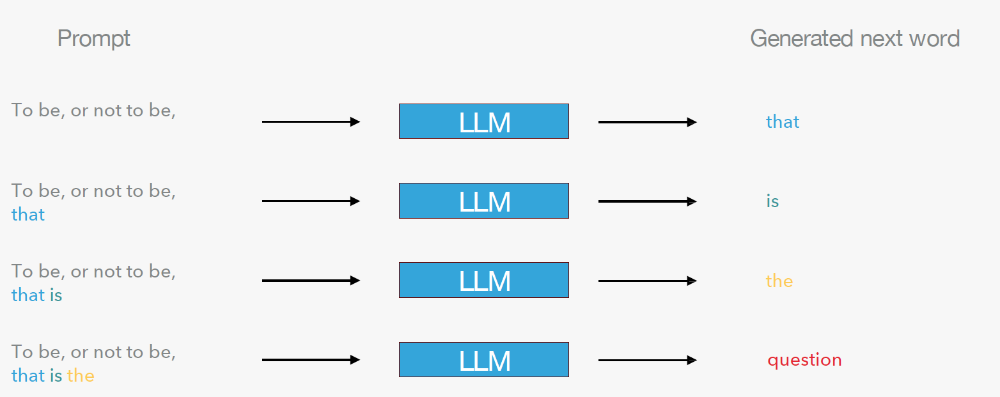 Prompt
Generated next word
To be, or not to be,
LLM
that
To be, or not to be,
that
LLM
is
To be, or not to be,
that is
LLM
the
To be, or not to be,
that is the
LLM
question